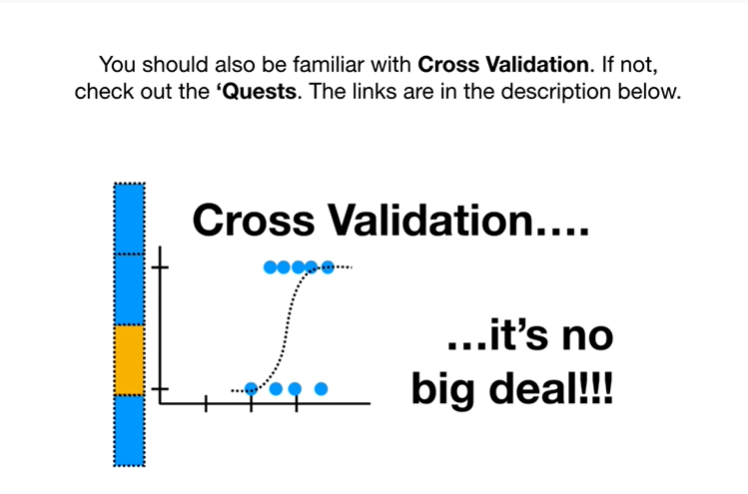 You should also be familiar with Cross Validation. If not,
check out the ‘Quests. The links are in the description below.
Cross Validation....
...it’s no
big deal!!!